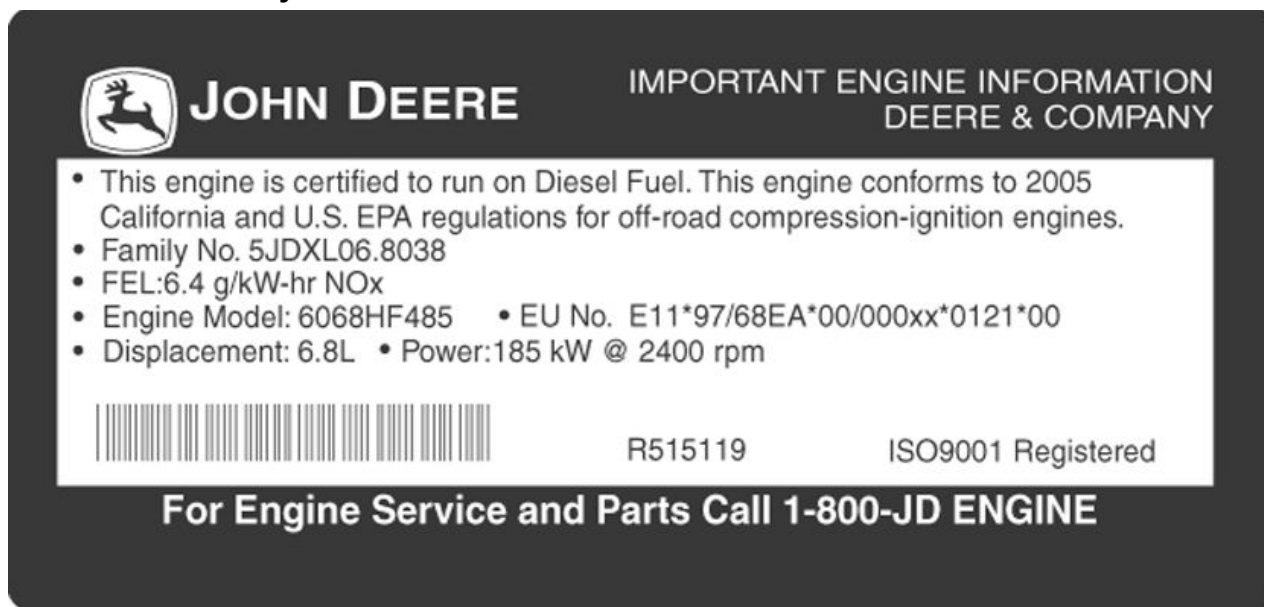 JOHN DEERE
IMPORTANT ENGINE INFORMATION
DEERE & COMPANY
• This engine is certified to run on Diesel Fuel. This engine conforms to 2005
California and U.S. EPA regulations for off-road compression-ignition engines.
• Family No. 5JDXL06.8038
• FEL:6.4 g/kW-hr NOx
• Engine Model: 6068HF485 • EU No. E11*97/68EA*00/000xx*0121*00
• Displacement: 6.8L • Power:185 kW @ 2400 rpm
R515119 ISO9001 Registered
For Engine Service and Parts Call 1-800-JD ENGINE